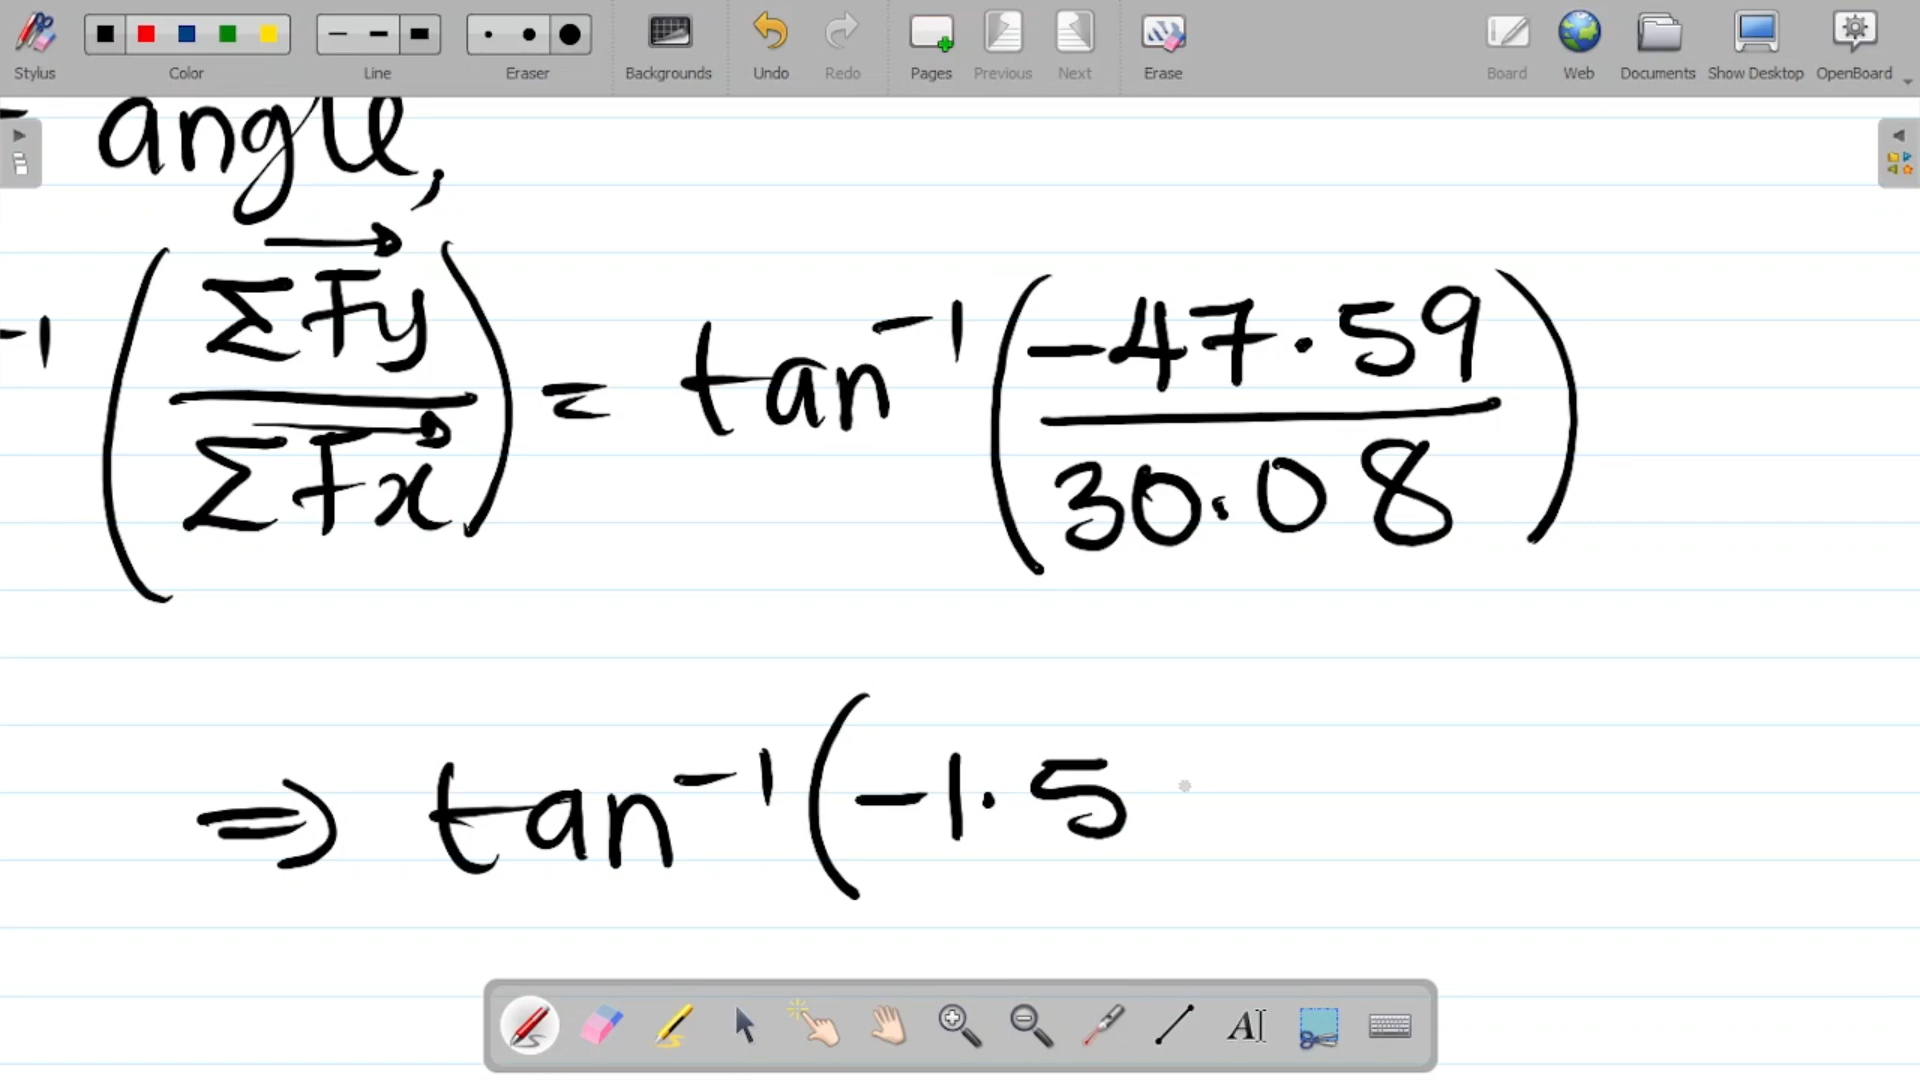 Stylus Color Line Eraser Backgrounds Undo Redo Pages Previous Next Erase Board Web Documents Show Desktop OpenBoard
angle,
-1 (ΣFy→ / ΣFx→) = tan⁻¹ (-47.59 / 30.08)
⇒ tan⁻¹ (-1.5